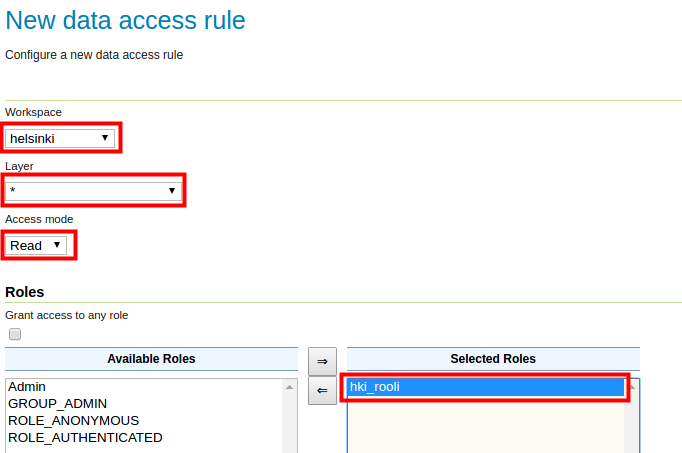 New data access rule
Configure a new data access rule
Workspace
helsinki
Layer
*
Access mode
Read
Roles
Grant access to any role
Available Roles
⇒
Selected Roles
⇐
Admin
hki_rooli
GROUP_ADMIN
ROLE_ANONYMOUS
ROLE_AUTHENTICATED